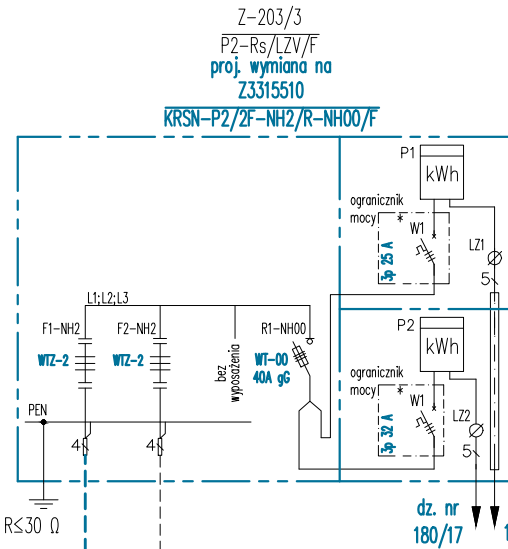 Z-203/3
P2-Rs/LZV/F
proj. wymiana na
Z3315510
KRSN-P2/2F-NH2/R-NH00/F
P1
kWh
ogranicznik
mocy
*
W1
3p 25 A
LZ1
5
L1;L2;L3
F1-NH2
F2-NH2
R1-NH00
WTZ-2
WTZ-2
bez
wyposażenia
WT-00
40A gG
P2
kWh
ogranicznik
mocy
*
W1
3p 32 A
LZ2
5
PEN
4
4
R≤30 Ω
dz. nr
180/17